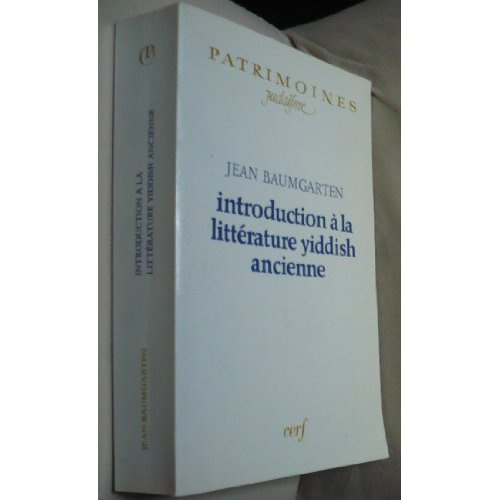 PATRIMOINES
judaïsme
JEAN BAUMGARTEN
introduction à la
littérature yiddish
ancienne
cerf
INTRODUCTION À LA
LITTÉRATURE YIDDISH ANCIENNE
JEAN BAUMGARTEN